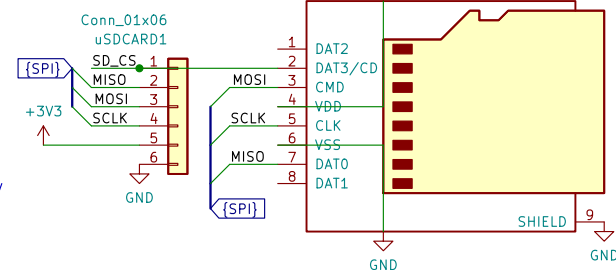 Conn_01x06
uSDCARD1
{SPI}
SD_CS
MISO
MOSI
SCLK
1
2
3
4
5
6
+3V3
GND
MOSI
SCLK
MISO
{SPI}
1 DAT2
2 DAT3/CD
3 CMD
4 VDD
5 CLK
6 VSS
7 DAT0
8 DAT1
SHIELD 9
GND
GND